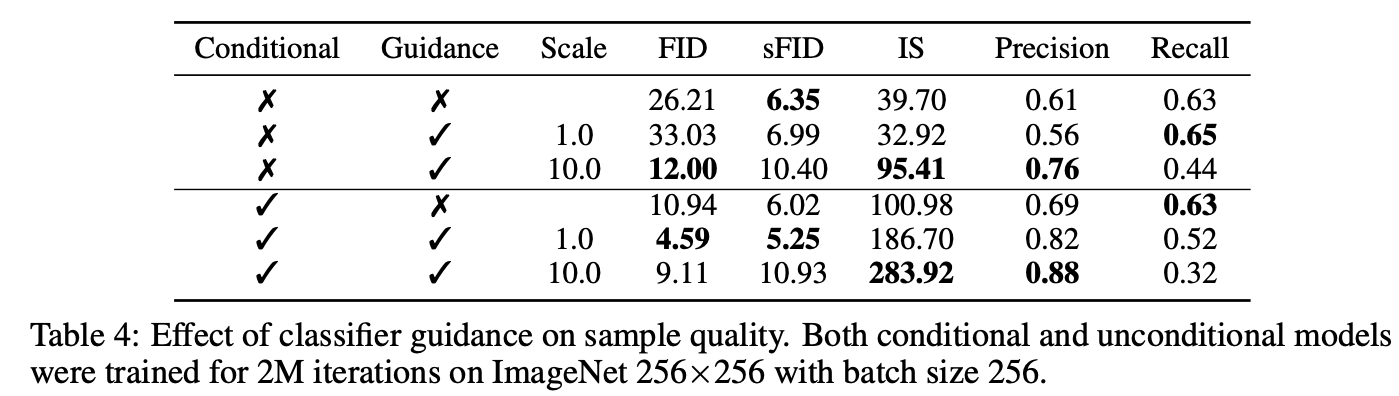 Conditional Guidance Scale FID sFID IS Precision Recall
✗ ✗ 26.21 6.35 39.70 0.61 0.63
✗ ✓ 1.0 33.03 6.99 32.92 0.56 0.65
✗ ✓ 10.0 12.00 10.40 95.41 0.76 0.44
✓ ✗ 10.94 6.02 100.98 0.69 0.63
✓ ✓ 1.0 4.59 5.25 186.70 0.82 0.52
✓ ✓ 10.0 9.11 10.93 283.92 0.88 0.32
Table 4: Effect of classifier guidance on sample quality. Both conditional and unconditional models
were trained for 2M iterations on ImageNet 256×256 with batch size 256.